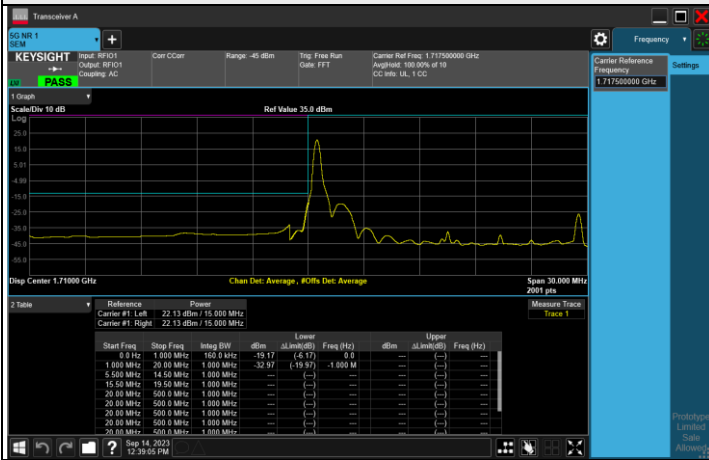 Transceiver A
5G NR 1
SEM
Frequency
KEYSIGHT Input: RFIO1 Corr CCorr Range: -45 dBm Trig: Free Run Carrier Ref Freq: 1.717500000 GHz
Output: RFIO1 Gate: FFT Avg|Hold: 100.00% of 10
Coupling: AC CC Info: UL, 1 CC
PASS
Carrier Reference
Frequency
1.717500000 GHz
Settings
1 Graph
Scale/Div 10 dB Ref Value 35.0 dBm
Log
25.0
15.0
5.01
-4.99
-15.0
-25.0
-35.0
-45.0
-55.0
Disp Center 1.71000 GHz Chan Det: Average , #Offs Det: Average Span 30.000 MHz
2001 pts
2 Table Reference Power Measure Trace
Carrier #1: Left 22.13 dBm / 15.000 MHz Trace 1
Carrier #1: Right 22.13 dBm / 15.000 MHz
Lower Upper
Start Freq Stop Freq Integ BW dBm ΔLimit(dB) Freq (Hz) dBm ΔLimit(dB) Freq (Hz)
0.0 Hz 1.000 MHz 160.0 kHz -19.17 (-6.17) 0.0 --- (---) ---
1.000 MHz 20.00 MHz 1.000 MHz -32.97 (-19.97) -1.000 M --- (---) ---
5.500 MHz 14.50 MHz 1.000 MHz --- (---) --- --- (---) ---
15.50 MHz 19.50 MHz 1.000 MHz --- (---) --- --- (---) ---
20.00 MHz 500.0 MHz 1.000 MHz --- (---) --- --- (---) ---
20.00 MHz 500.0 MHz 1.000 MHz --- (---) --- --- (---) ---
20.00 MHz 500.0 MHz 1.000 MHz --- (---) --- --- (---) ---
20.00 MHz 500.0 MHz 1.000 MHz --- (---) --- --- (---) ---
Prototype
Limited
Sale
Allowed
Sep 14, 2023
12:39:05 PM